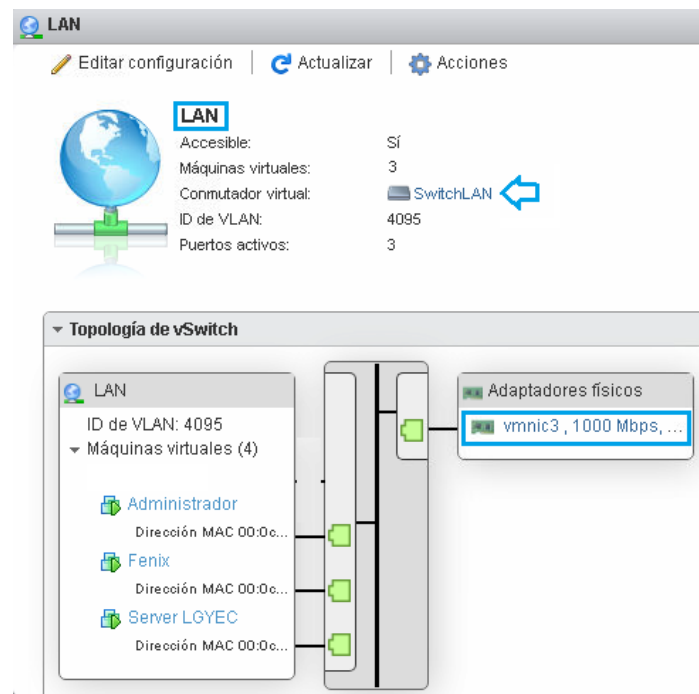 LAN
Editar configuración Actualizar Acciones
LAN
Accesible: Sí
Máquinas virtuales: 3
Conmutador virtual: SwitchLAN
ID de VLAN: 4095
Puertos activos: 3
Topología de vSwitch
LAN
ID de VLAN: 4095
Máquinas virtuales (4)
Administrador
Dirección MAC 00:0c...
Fenix
Dirección MAC 00:0c...
Server LGYEC
Dirección MAC 00:0c...
Adaptadores físicos
vmnic3 , 1000 Mbps, ...